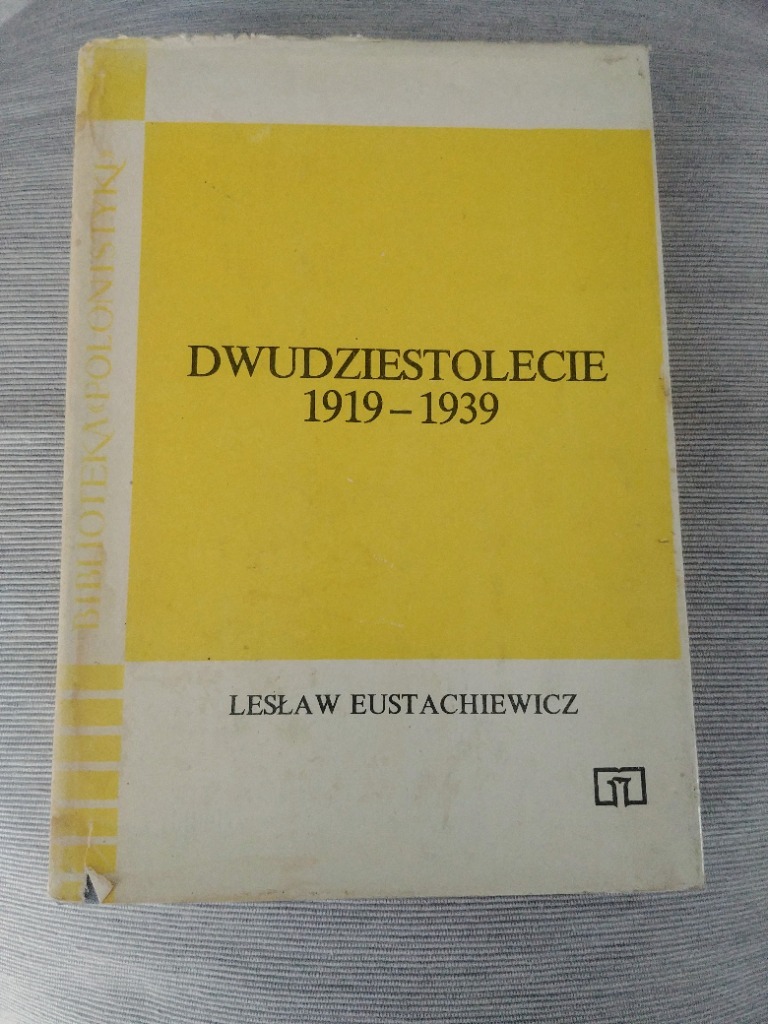 BIBLIOTEKA «POLONISTYKI»
DWUDZIESTOLECIE
1919 – 1939
LESŁAW EUSTACHIEWICZ